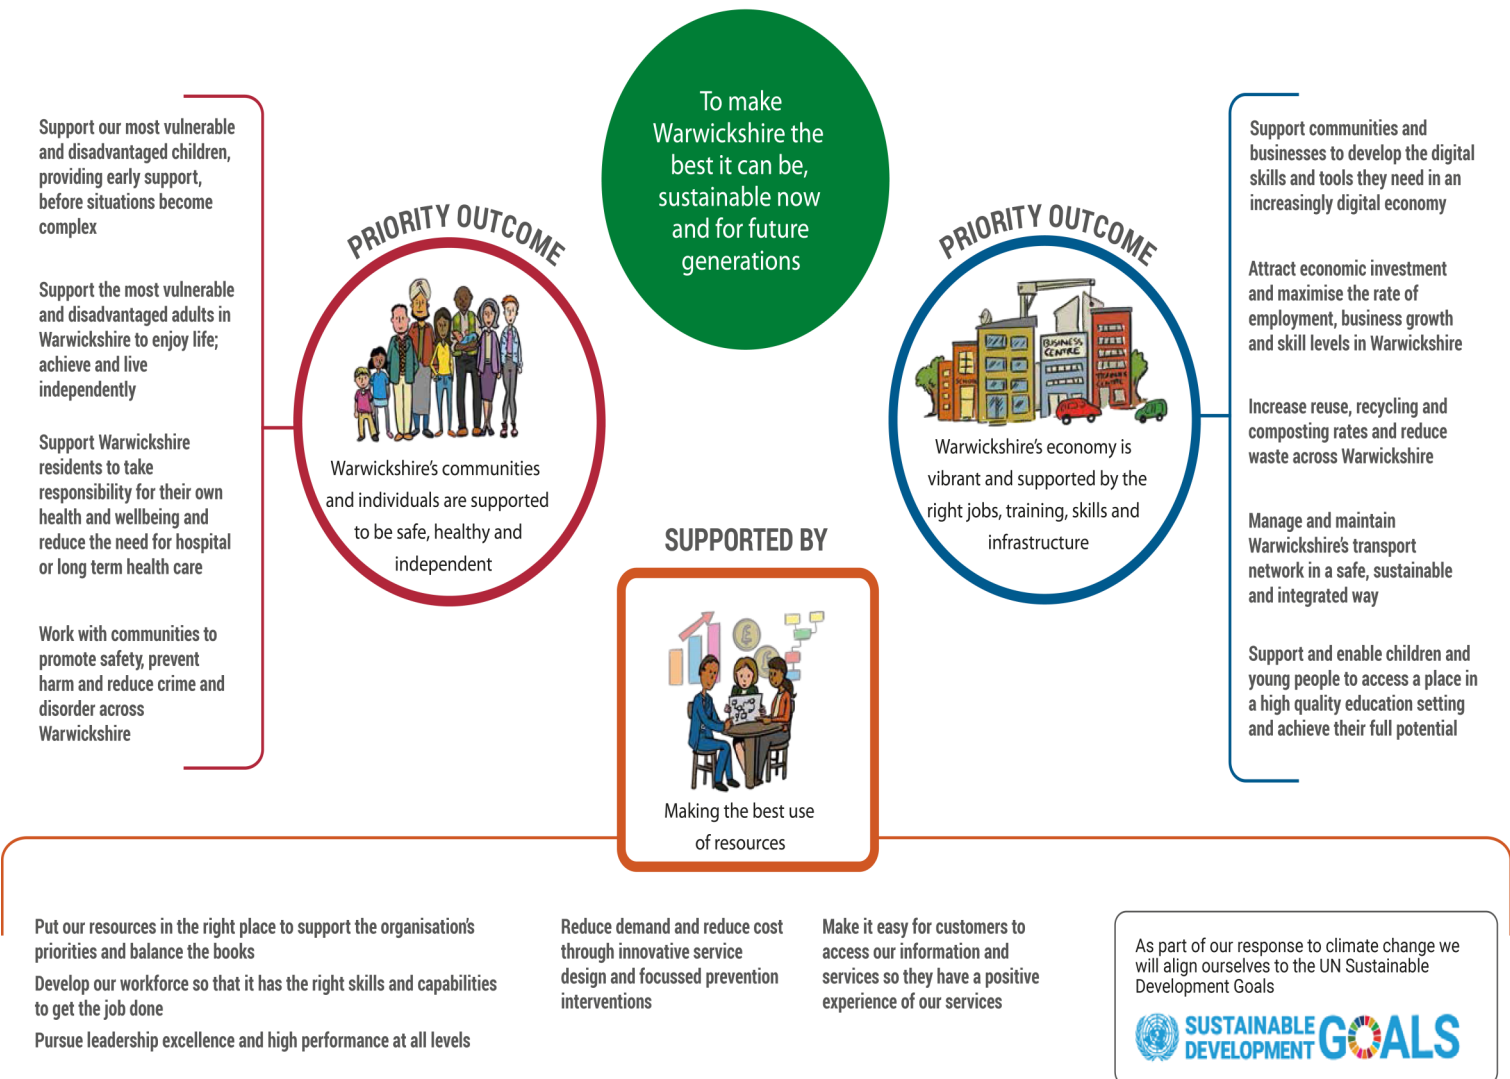 To make
Warwickshire the
best it can be,
sustainable now
and for future
generations
Support our most vulnerable
and disadvantaged children,
providing early support,
before situations become
complex
Support the most vulnerable
and disadvantaged adults in
Warwickshire to enjoy life;
achieve and live
independently
Support Warwickshire
residents to take
responsibility for their own
health and wellbeing and
reduce the need for hospital
or long term health care
Work with communities to
promote safety, prevent
harm and reduce crime and
disorder across
Warwickshire
PRIORITY OUTCOME
Warwickshire's communities
and individuals are supported
to be safe, healthy and
independent
PRIORITY OUTCOME
SCHOOL
BUSINESS
CENTRE
TRAINING
CENTRE
Warwickshire's economy is
vibrant and supported by the
right jobs, training, skills and
infrastructure
Support communities and
businesses to develop the digital
skills and tools they need in an
increasingly digital economy
Attract economic investment
and maximise the rate of
employment, business growth
and skill levels in Warwickshire
Increase reuse, recycling and
composting rates and reduce
waste across Warwickshire
Manage and maintain
Warwickshire's transport
network in a safe, sustainable
and integrated way
Support and enable children and
young people to access a place in
a high quality education setting
and achieve their full potential
SUPPORTED BY
£
£
Making the best use
of resources
Put our resources in the right place to support the organisation's
priorities and balance the books
Develop our workforce so that it has the right skills and capabilities
to get the job done
Pursue leadership excellence and high performance at all levels
Reduce demand and reduce cost
through innovative service
design and focussed prevention
interventions
Make it easy for customers to
access our information and
services so they have a positive
experience of our services
As part of our response to climate change we
will align ourselves to the UN Sustainable
Development Goals
SUSTAINABLE
DEVELOPMENT
GOALS